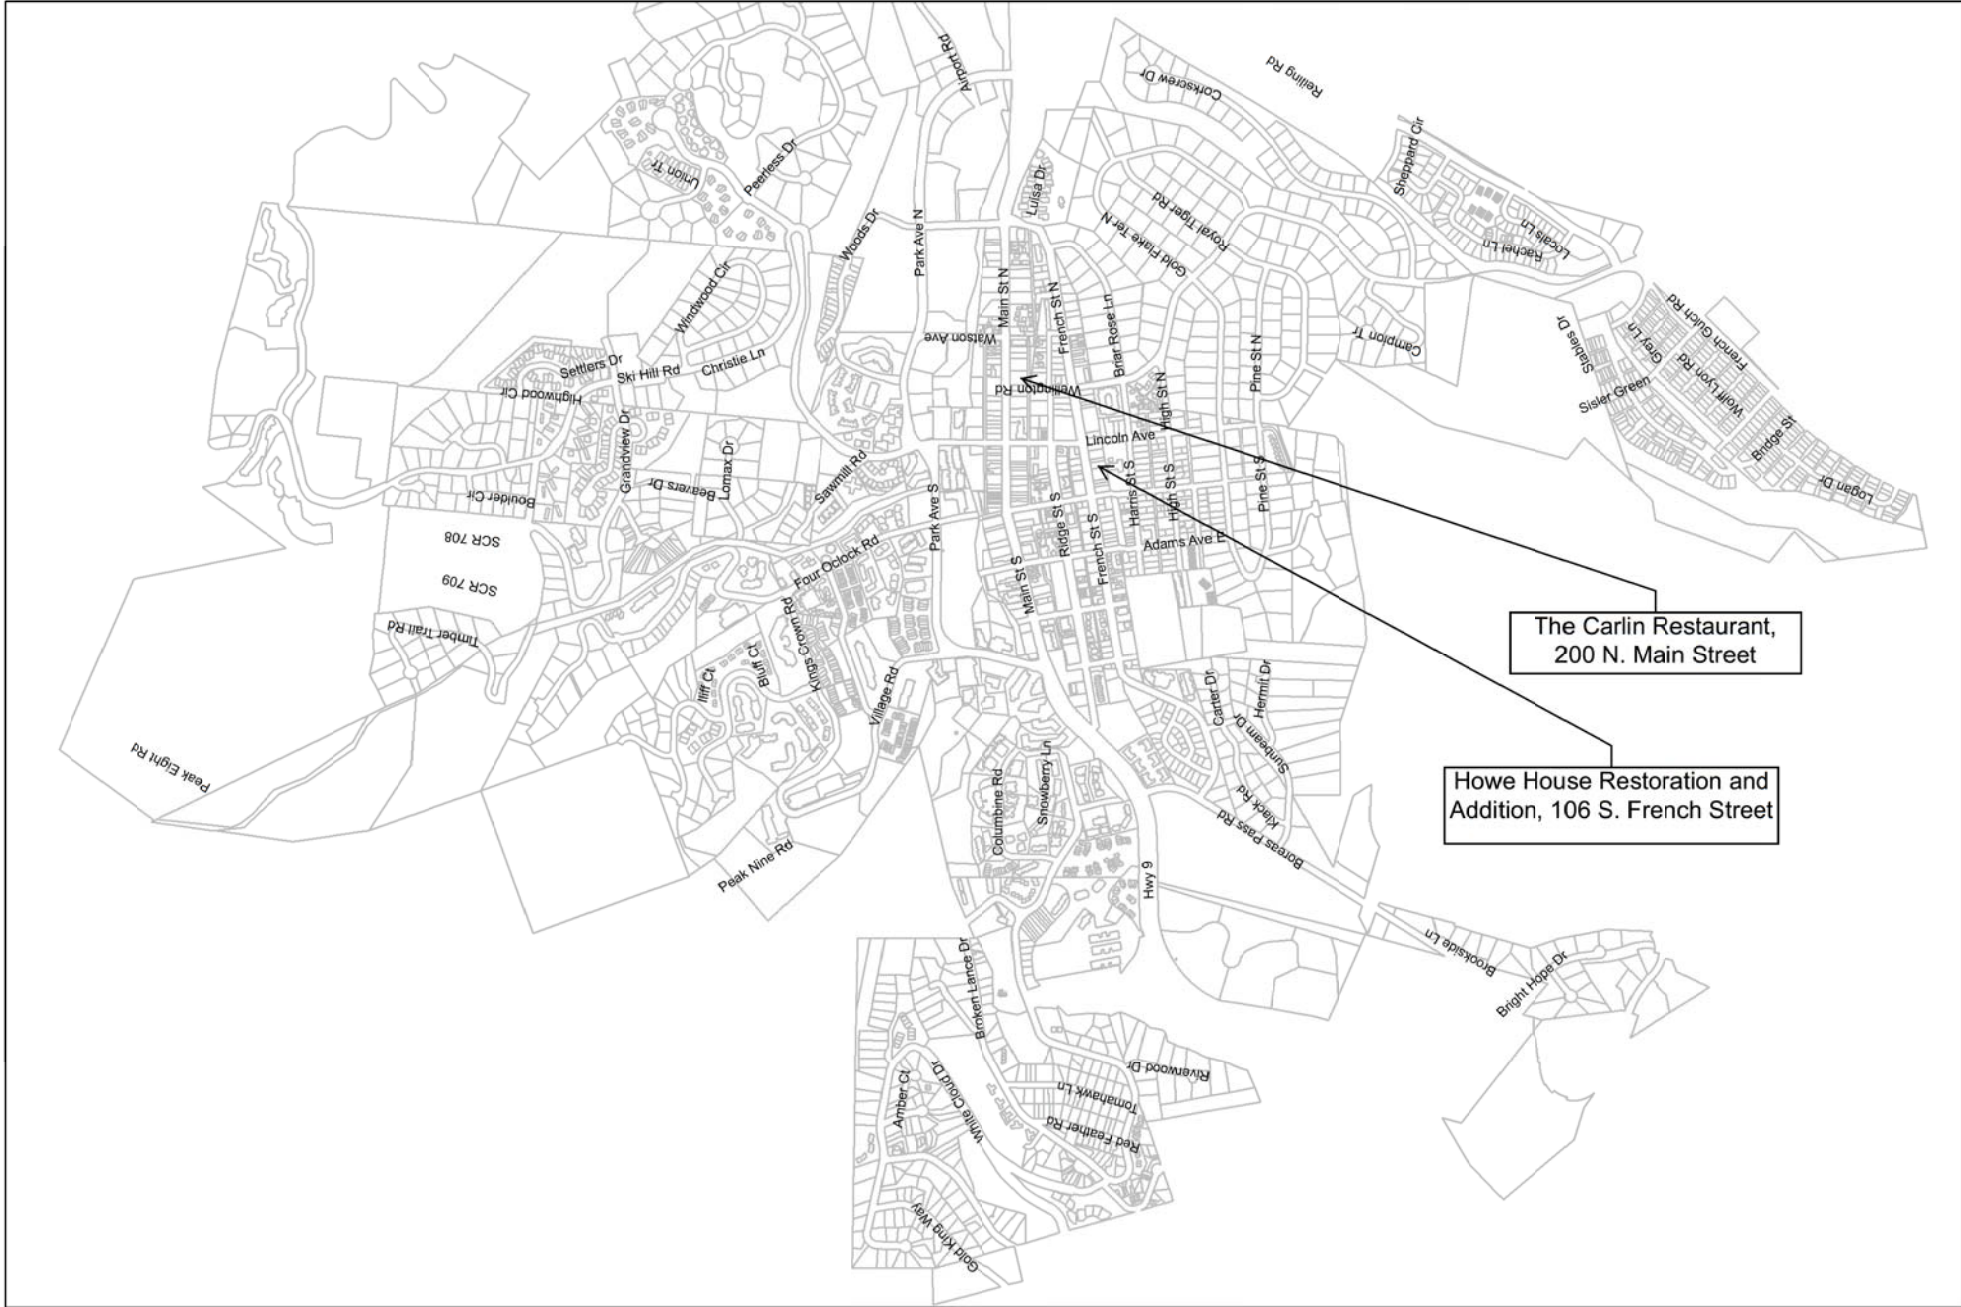 Airport Rd
Reiling Rd
Corkscrew Dr
Sheppard Cir
Peerless Dr
Union Tr
Luisa Dr
Royal Tiger Rd
Woods Dr
Park Ave N
Gold Flake Ter N
Locals Ln
Rachel Ln
Windwood Cir
Main St N
French St N
Briar Rose Ln
Watson Ave
Pine St N
Campion Tr
Stables Dr
Grey Ln
French Gulch Rd
Settlers Dr
Ski Hill Rd
Christie Ln
Highwood Cir
Wellington Rd
High St N
Sisler Green
Wolff Lyon Rd
Bridge St
Logan Dr
Grandview Dr
Lomax Dr
Lincoln Ave
Beavers Dr
Sawmill Rd
Boulder Cir
Park Ave S
Harris St S
High St S
Pine St S
Ridge St S
French St S
Adams Ave E
SCR 708
SCR 709
Four Oclock Rd
Main St S
Timber Trail Rd
Kings Crown Rd
Bluff Ct
Iliff Ct
Village Rd
Carter Dr
Hermit Dr
Sunbeam Dr
The Carlin Restaurant,
200 N. Main Street
Peak Eight Rd
Columbine Rd
Snowberry Ln
Klack Rd
Boreas Pass Rd
Howe House Restoration and
Addition, 106 S. French Street
Peak Nine Rd
Hwy 9
Brookside Ln
Bright Hope Dr
Broken Lance Dr
Riverwood Dr
Tomahawk Ln
Amber Ct
White Cloud Dr
Red Feather Rd
Gold King Way